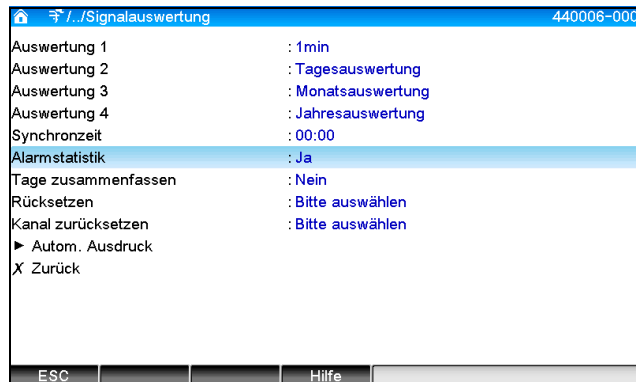 /../Signalauswertung 440006-000
Auswertung 1 : 1min
Auswertung 2 : Tagesauswertung
Auswertung 3 : Monatsauswertung
Auswertung 4 : Jahresauswertung
Synchronzeit : 00:00
Alarmstatistik : Ja
Tage zusammenfassen : Nein
Rücksetzen : Bitte auswählen
Kanal zurücksetzen : Bitte auswählen
► Autom. Ausdruck
X Zurück
ESC Hilfe